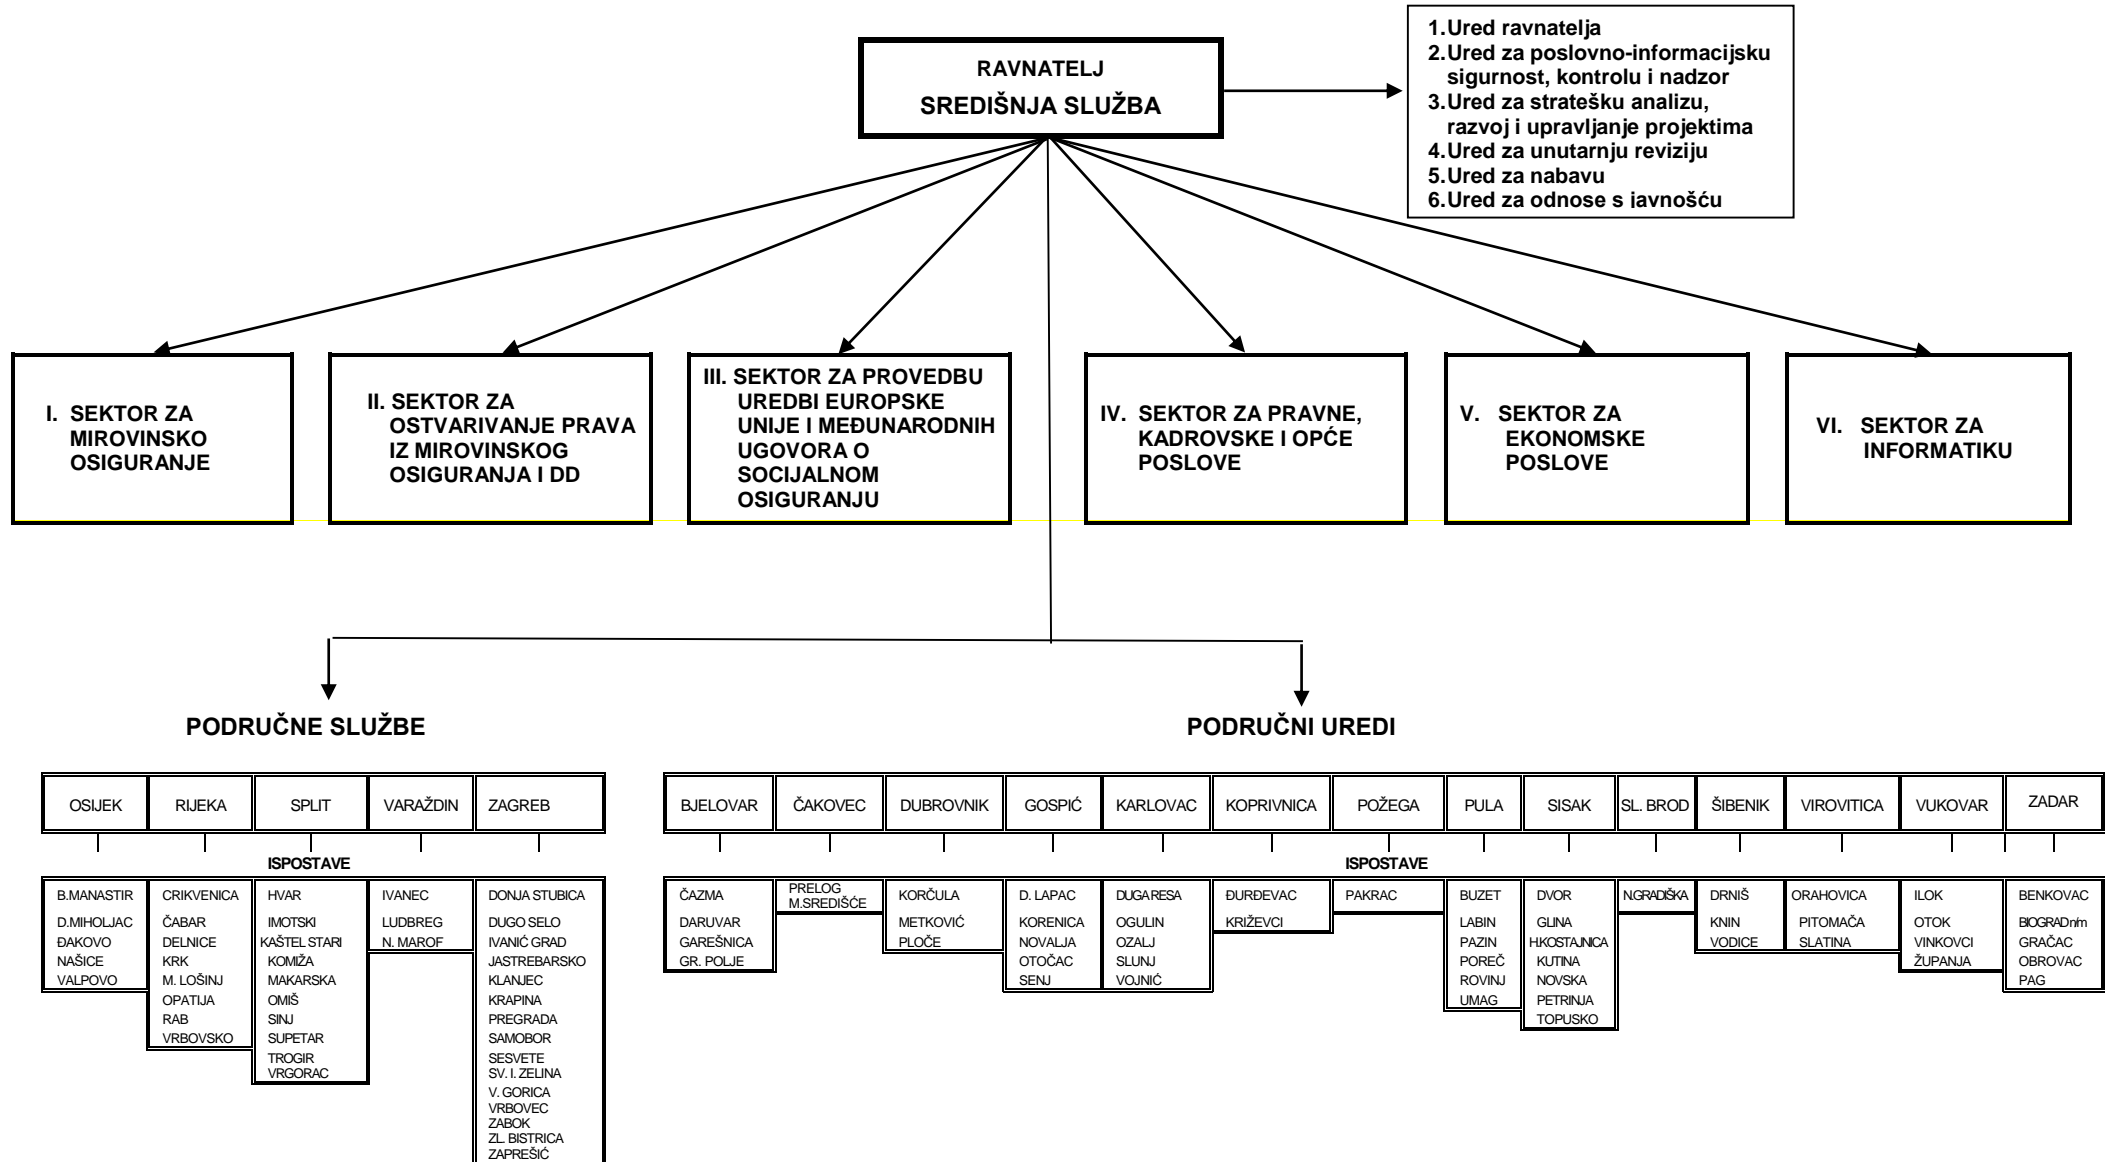 RAVNATELJ
SREDIŠNJA SLUŽBA
1.Ured ravnatelja
2.Ured za poslovno-informacijsku
sigurnost, kontrolu i nadzor
3.Ured za stratešku analizu,
razvoj i upravljanje projektima
4.Ured za unutarnju reviziju
5.Ured za nabavu
6.Ured za odnose s javnošću
I. SEKTOR ZA
MIROVINSKO
OSIGURANJE
II. SEKTOR ZA
OSTVARIVANJE PRAVA
IZ MIROVINSKOG
OSIGURANJA I DD
III. SEKTOR ZA PROVEDBU
UREDBI EUROPSKE
UNIJE I MEĐUNARODNIH
UGOVORA O
SOCIJALNOM
OSIGURANJU
IV. SEKTOR ZA PRAVNE,
KADROVSKE I OPĆE
POSLOVE
V. SEKTOR ZA
EKONOMSKE
POSLOVE
VI. SEKTOR ZA
INFORMATIKU
PODRUČNE SLUŽBE
OSIJEK
RIJEKA
SPLIT
VARAŽDIN
ZAGREB
ISPOSTAVE
B.MANASTIR
D.MIHOLJAC
ĐAKOVO
NAŠICE
VALPOVO
CRIKVENICA
ČABAR
DELNICE
KRK
M. LOŠINJ
OPATIJA
RAB
VRBOVSKO
HVAR
IMOTSKI
KAŠTEL STARI
KOMIŽA
MAKARSKA
OMIŠ
SINJ
SUPETAR
TROGIR
VRGORAC
IVANEC
LUDBREG
N. MAROF
DONJA STUBICA
DUGO SELO
IVANIĆ GRAD
JASTREBARSKO
KLANJEC
KRAPINA
PREGRADA
SAMOBOR
SESVETE
SV. I. ZELINA
V. GORICA
VRBOVEC
ZABOK
ZL. BISTRICA
ZAPREŠIĆ
PODRUČNI UREDI
BJELOVAR
ČAKOVEC
DUBROVNIK
GOSPIĆ
KARLOVAC
KOPRIVNICA
POŽEGA
PULA
SISAK
SL. BROD
ŠIBENIK
VIROVITICA
VUKOVAR
ZADAR
ISPOSTAVE
ČAZMA
DARUVAR
GAREŠNICA
GR. POLJE
PRELOG
M.SREDIŠĆE
KORČULA
METKOVIĆ
PLOČE
D. LAPAC
KORENICA
NOVALJA
OTOČAC
SENJ
DUGA RESA
OGULIN
OZALJ
SLUNJ
VOJNIĆ
ĐURĐEVAC
KRIŽEVCI
PAKRAC
BUZET
LABIN
PAZIN
POREČ
ROVINJ
UMAG
DVOR
GLINA
H.KOSTAJNICA
KUTINA
NOVSKA
PETRINJA
TOPUSKO
N.GRADIŠKA
DRNIŠ
KNIN
VODICE
ORAHOVICA
PITOMAČA
SLATINA
ILOK
OTOK
VINKOVCI
ŽUPANJA
BENKOVAC
BIOGRAD n/m
GRAČAC
OBROVAC
PAG